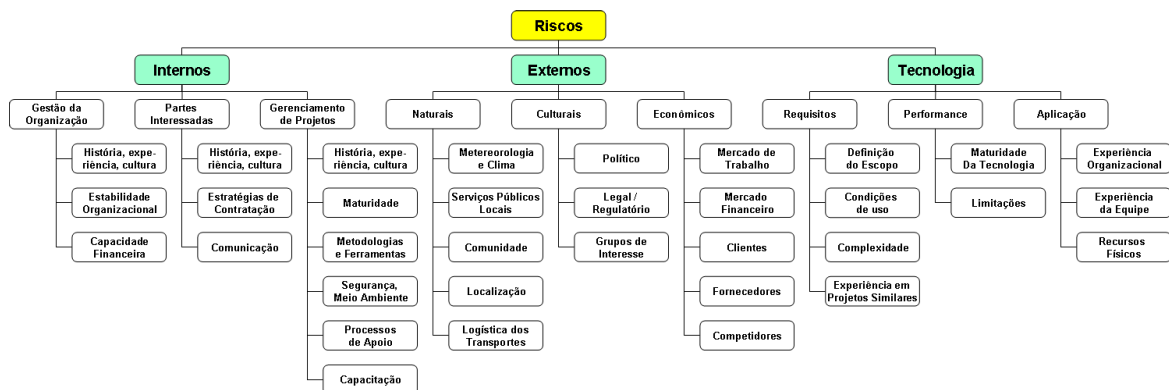 Riscos
Internos
Externos
Tecnologia
Gestão da
Organização
Partes
Interessadas
Gerenciamento
de Projetos
Naturais
Culturais
Económicos
Requisitos
Performance
Aplicação
História, expe-
riência, cultura
Estabilidade
Organizacional
Capacidade
Financeira
História, expe-
riência, cultura
Estratégias de
Contratação
Comunicação
História, expe-
riência, cultura
Maturidade
Metodologias
e Ferramentas
Segurança,
Meio Ambiente
Processos
de Apoio
Capacitação
Metereorologia
e Clima
Serviços Públicos
Locais
Comunidade
Localização
Logística dos
Transportes
Político
Legal /
Regulatório
Grupos de
Interesse
Mercado de
Trabalho
Mercado
Financeiro
Clientes
Fornecedores
Competidores
Definição
do Escopo
Condições
de uso
Complexidade
Experiência em
Projetos Similares
Maturidade
Da Tecnologia
Limitações
Experiência
Organizacional
Experiência
da Equipe
Recursos
Físicos